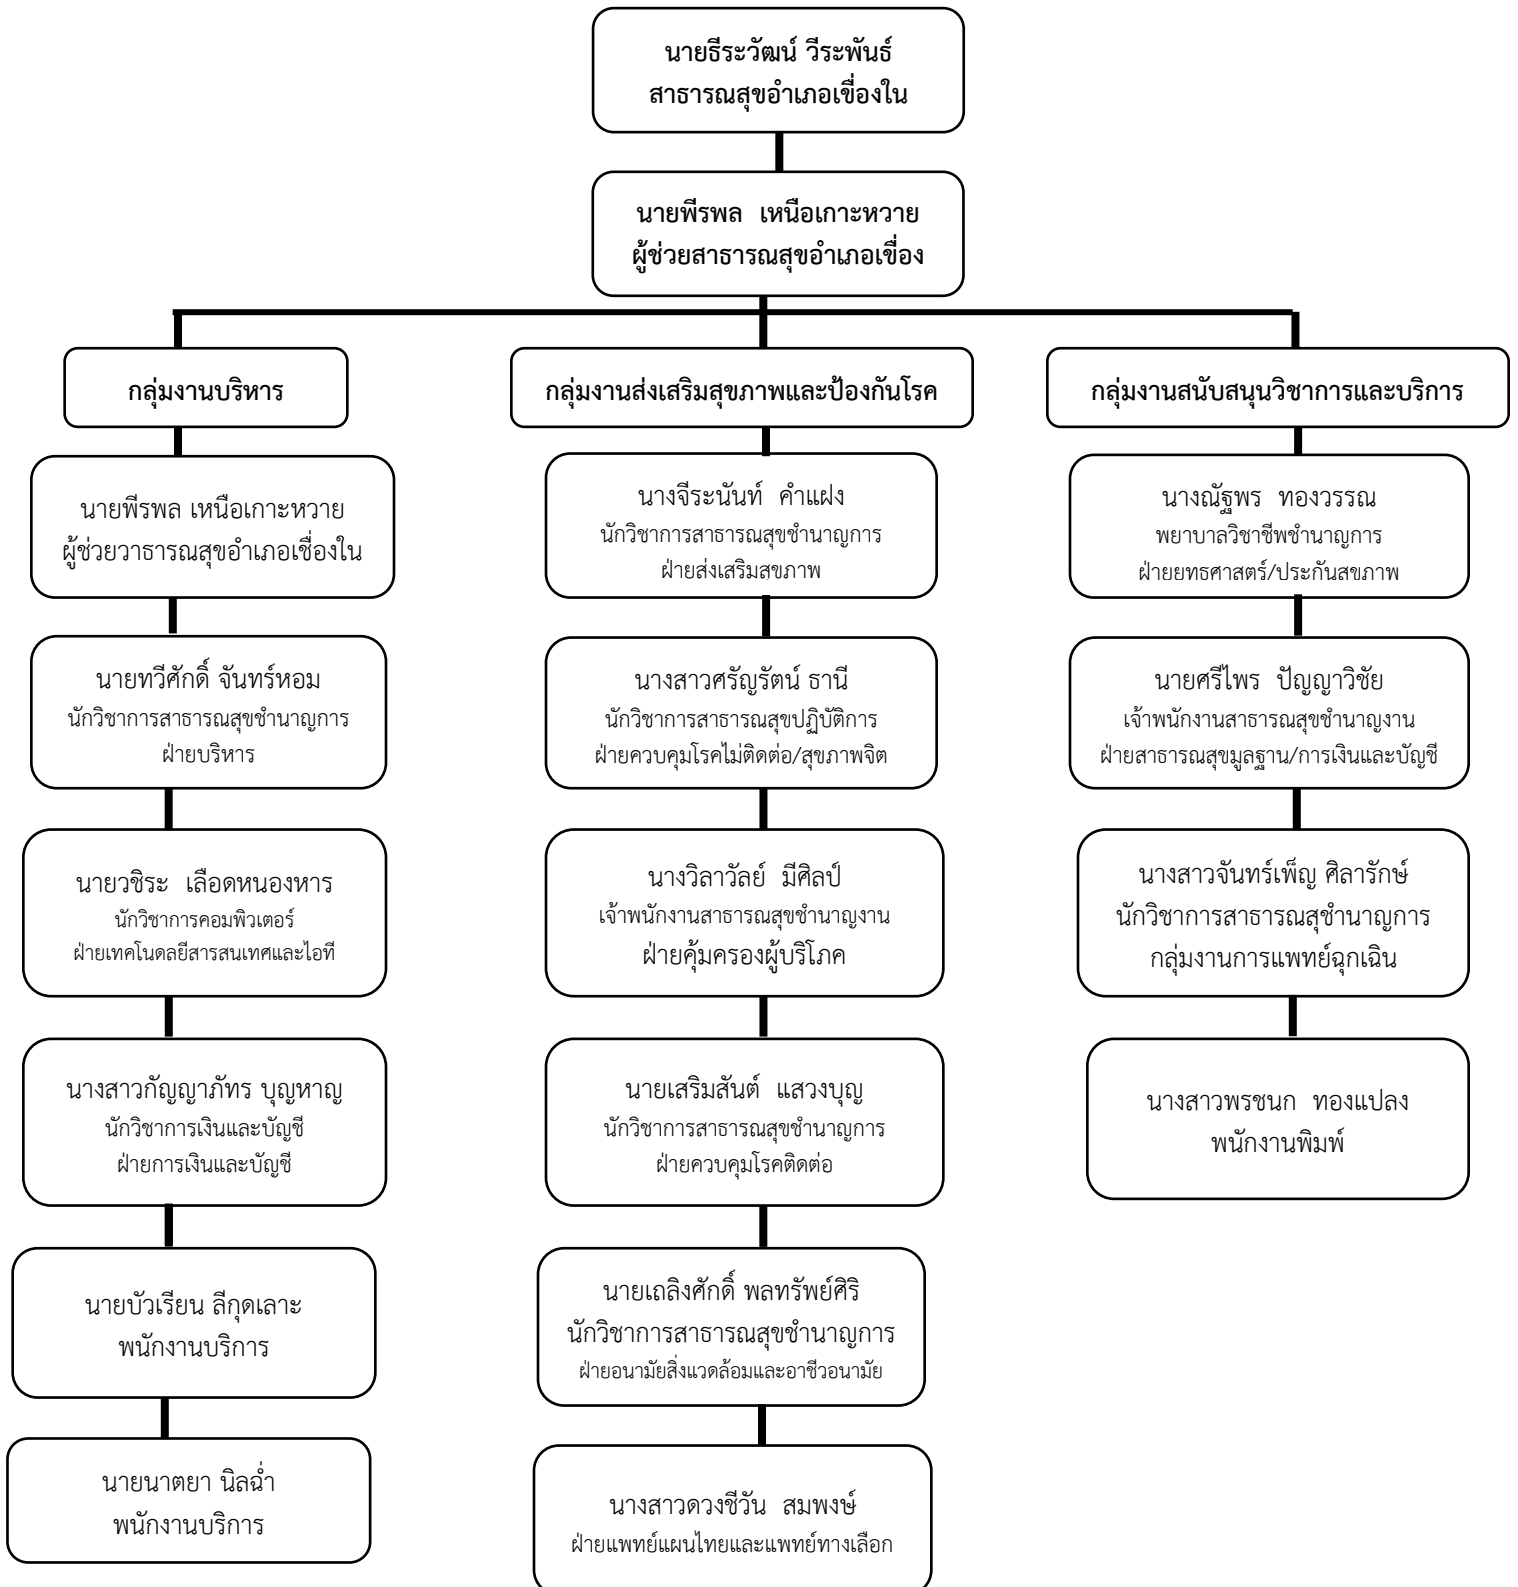 นายธีระวัฒน์ วีระพันธ์
สาธารณสุขอำเภอเขื่องใน
นายพีรพล เหนือเกาะหวาย
ผู้ช่วยสาธารณสุขอำเภอเขื่อง
กลุ่มงานบริหาร
นายพีรพล เหนือเกาะหวาย
ผู้ช่วยวาธารณสุขอำเภอเชื่องใน
นายทวีศักดิ์ จันทร์หอม
นักวิชาการสาธารณสุขชำนาญการ
ฝ่ายบริหาร
นายวชิระ เลือดหนองหาร
นักวิชาการคอมพิวเตอร์
ฝ่ายเทคโนดลยีสารสนเทศและไอที
นางสาวกัญญาภัทร บุญหาญ
นักวิชาการเงินและบัญชี
ฝ่ายการเงินและบัญชี
นายบัวเรียน ลีกุดเลาะ
พนักงานบริการ
นายนาตยา นิลฉ่ำ
พนักงานบริการ
กลุ่มงานส่งเสริมสุขภาพและป้องกันโรค
นางจีระนันท์ คำแฝง
นักวิชาการสาธารณสุขชำนาญการ
ฝ่ายส่งเสริมสุขภาพ
นางสาวศรัญรัตน์ ธานี
นักวิชาการสาธารณสุขปฏิบัติการ
ฝ่ายควบคุมโรคไม่ติดต่อ/สุขภาพจิต
นางวิลาวัลย์ มีศิลป์
เจ้าพนักงานสาธารณสุขชำนาญงาน
ฝ่ายคุ้มครองผู้บริโภค
นายเสริมสันต์ แสวงบุญ
นักวิชาการสาธารณสุขชำนาญการ
ฝ่ายควบคุมโรคติดต่อ
นายเถลิงศักดิ์ พลทรัพย์ศิริ
นักวิชาการสาธารณสุขชำนาญการ
ฝ่ายอนามัยสิ่งแวดล้อมและอาชีวอนามัย
นางสาวดวงชีวัน สมพงษ์
ฝ่ายแพทย์แผนไทยและแพทย์ทางเลือก
กลุ่มงานสนับสนุนวิชาการและบริการ
นางณัฐพร ทองวรรณ
พยาบาลวิชาชีพชำนาญการ
ฝ่ายยุทธศาสตร์/ประกันสุขภาพ
นายศรีไพร ปัญญาวิชัย
เจ้าพนักงานสาธารณสุขชำนาญงาน
ฝ่ายสาธารณสุขมูลฐาน/การเงินและบัญชี
นางสาวจันทร์เพ็ญ ศิลารักษ์
นักวิชาการสาธารณสุชำนาญการ
กลุ่มงานการแพทย์ฉุกเฉิน
นางสาวพรชนก ทองแปลง
พนักงานพิมพ์